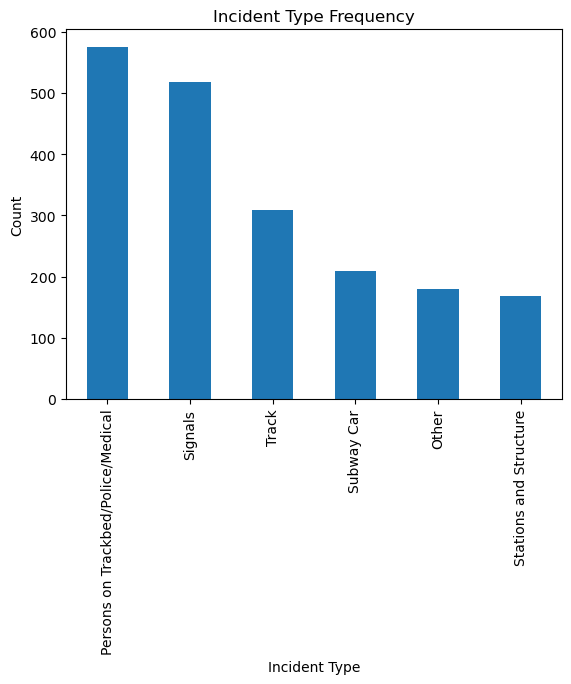 Incident Type Frequency
Count
600
500
400
300
200
100
0
Persons on Trackbed/Police/Medical
Signals
Track
Subway Car
Other
Stations and Structure
Incident Type